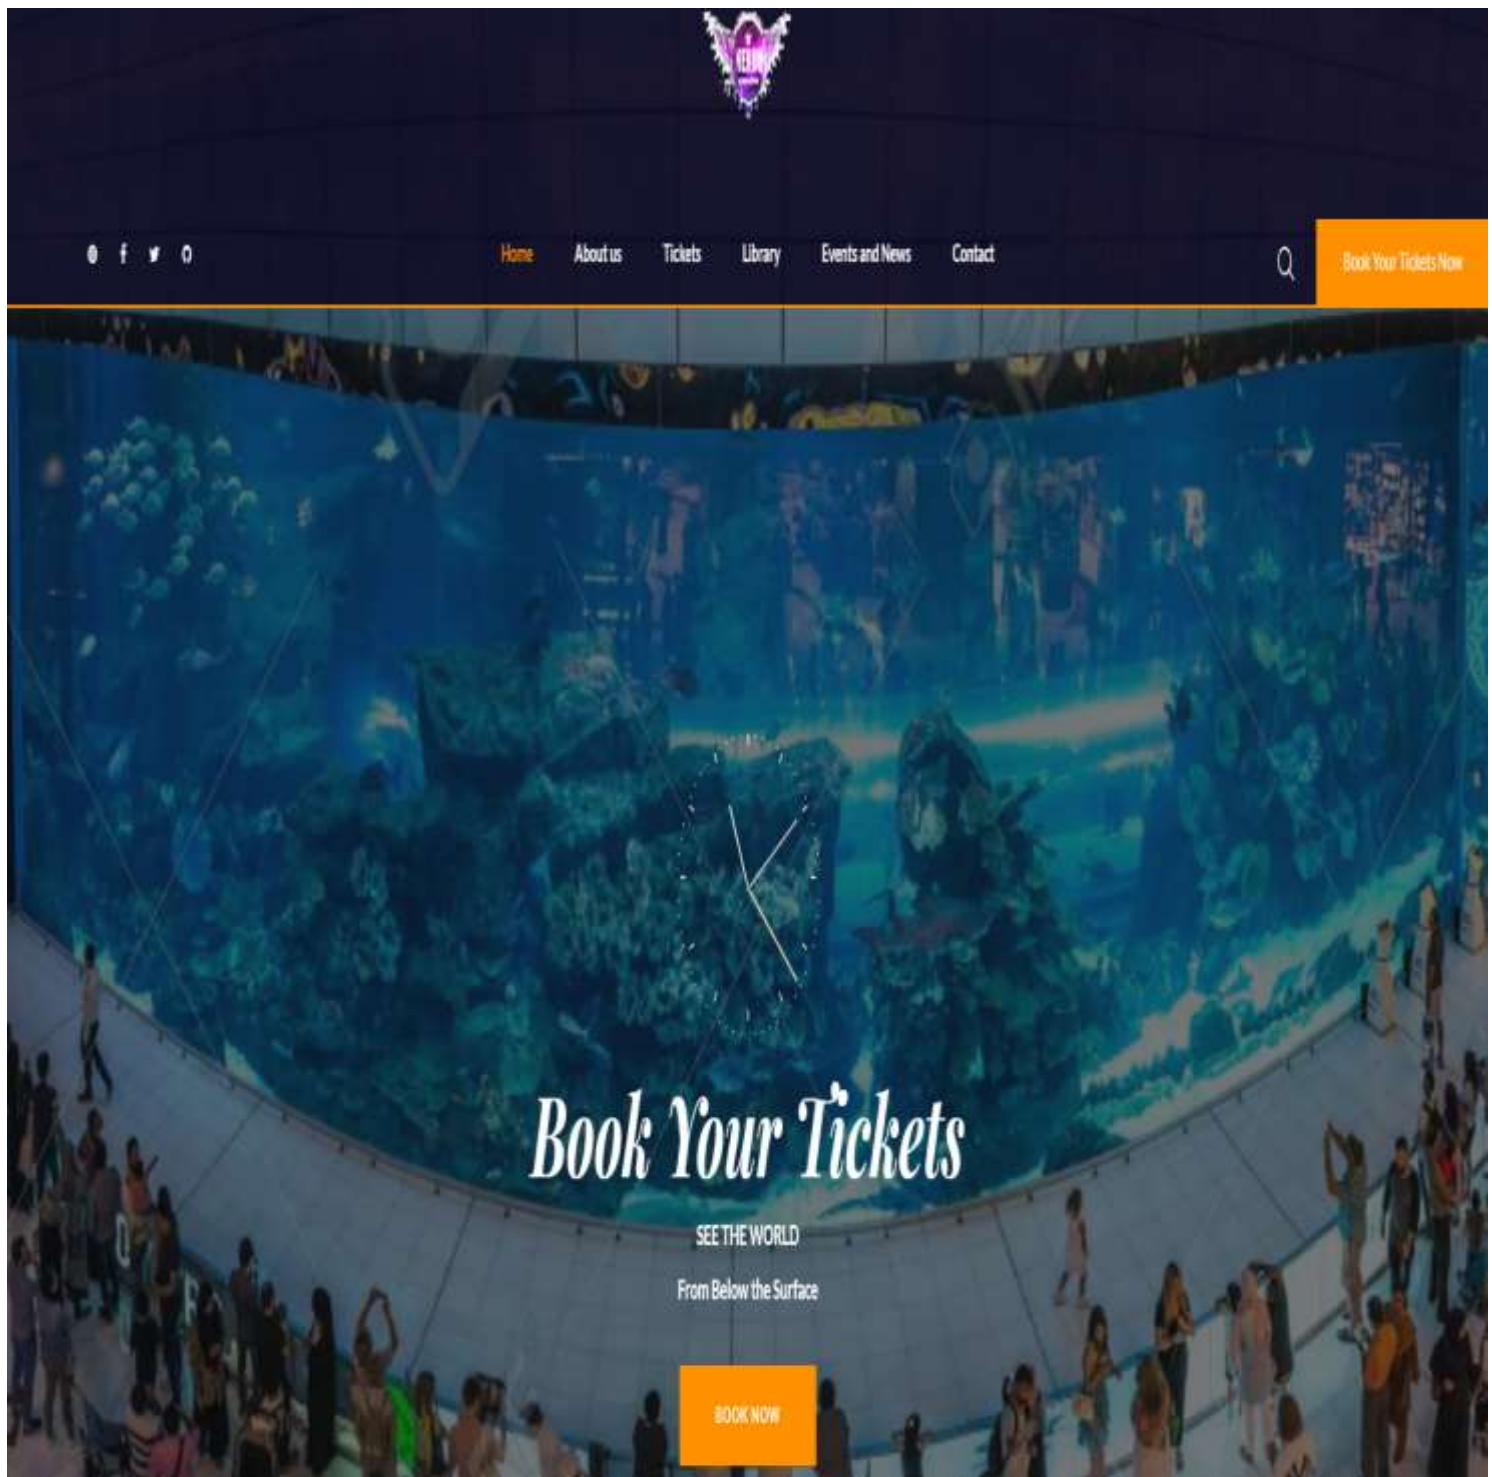 Home About us Tickets Library Events and News Contact
Book Your Tickets Now
Book Your Tickets
SEE THE WORLD
From Below the Surface
BOOK NOW